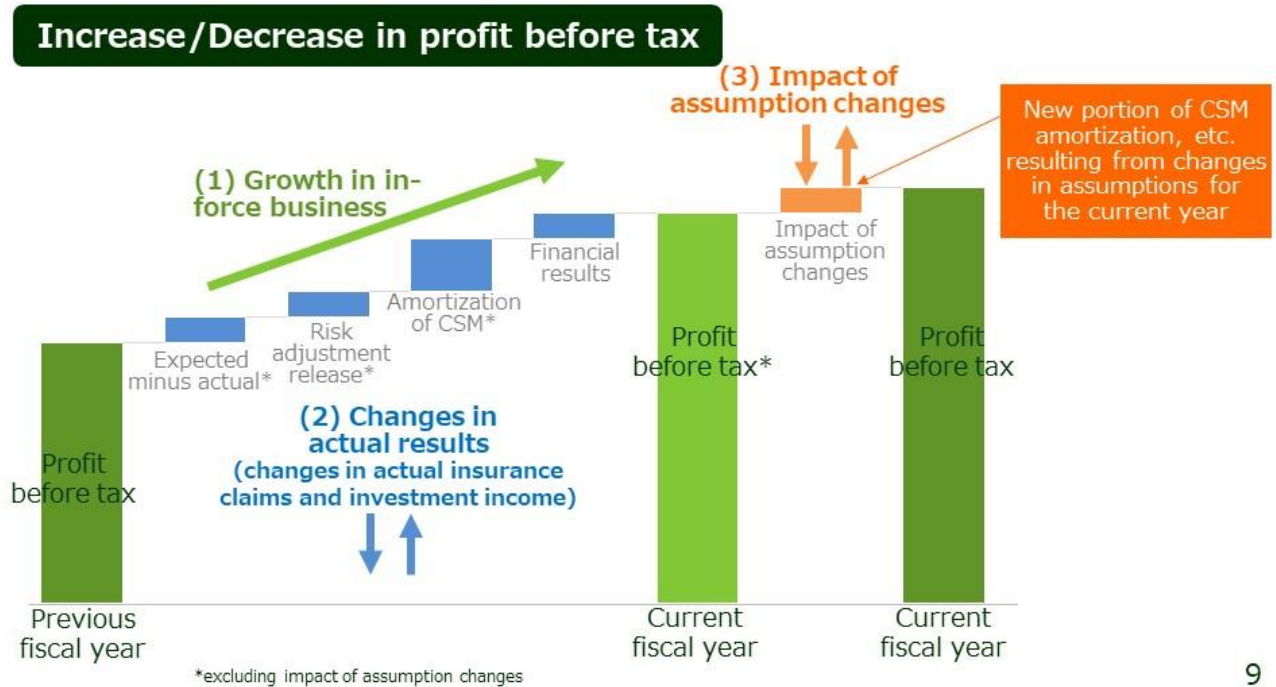 Increase/Decrease in profit before tax
(3) Impact of
assumption changes
New portion of CSM
amortization, etc.
resulting from changes
in assumptions for
the current year
(1) Growth in in-
force business
Impact of
assumption
changes
Financial
results
Amortization
of CSM*
Risk
adjustment
release*
Expected
minus actual*
Profit
before tax*
Profit
before tax
(2) Changes in
actual results
(changes in actual insurance
claims and investment income)
Profit
before tax
Previous
fiscal year
Current
fiscal year
Current
fiscal year
*excluding impact of assumption changes
9